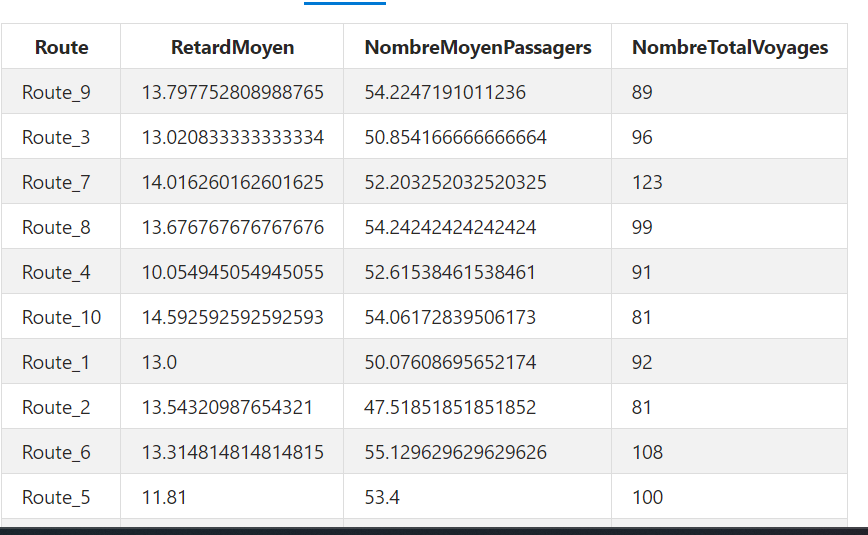 Route RetardMoyen NombreMoyenPassagers NombreTotalVoyages
Route_9 13.797752808988765 54.2247191011236 89
Route_3 13.020833333333334 50.854166666666664 96
Route_7 14.016260162601625 52.203252032520325 123
Route_8 13.676767676767676 54.24242424242424 99
Route_4 10.054945054945055 52.61538461538461 91
Route_10 14.592592592592593 54.06172839506173 81
Route_1 13.0 50.07608695652174 92
Route_2 13.54320987654321 47.51851851851852 81
Route_6 13.314814814814815 55.129629629629626 108
Route_5 11.81 53.4 100